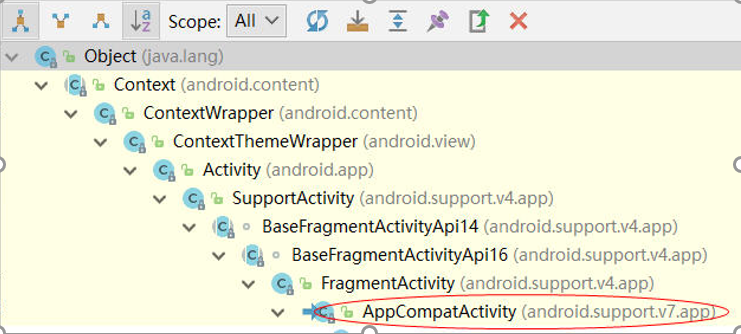 Scope: All
Object (java.lang)
Context (android.content)
ContextWrapper (android.content)
ContextThemeWrapper (android.view)
Activity (android.app)
SupportActivity (android.support.v4.app)
BaseFragmentActivityApi14 (android.support.v4.app)
BaseFragmentActivityApi16 (android.support.v4.app)
FragmentActivity (android.support.v4.app)
AppCompatActivity (android.support.v7.app)